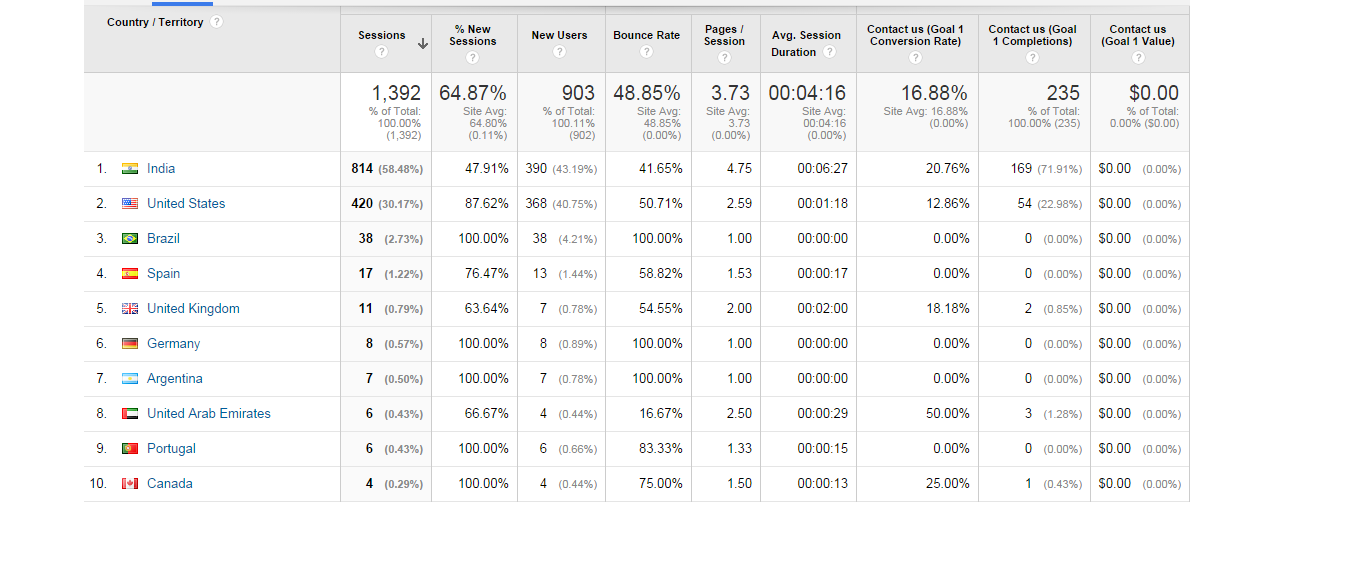 Country / Territory ?
Sessions ?
% New Sessions ?
New Users ?
Bounce Rate ?
Pages / Session ?
Avg. Session Duration ?
Contact us (Goal 1 Conversion Rate) ?
Contact us (Goal 1 Completions) ?
Contact us (Goal 1 Value) ?
1,392 64.87% 903 48.85% 3.73 00:04:16 16.88% 235 $0.00
% of Total: 100.00% (1,392)
Site Avg: 64.80% (0.11%)
% of Total: 100.11% (902)
Site Avg: 48.85% (0.00%)
Site Avg: 3.73 (0.00%)
Site Avg: 00:04:16 (0.00%)
Site Avg: 16.88% (0.00%)
% of Total: 100.00% (235)
% of Total: 0.00% ($0.00)
1. India 814 (58.48%) 47.91% 390 (43.19%) 41.65% 4.75 00:06:27 20.76% 169 (71.91%) $0.00 (0.00%)
2. United States 420 (30.17%) 87.62% 368 (40.75%) 50.71% 2.59 00:01:18 12.86% 54 (22.98%) $0.00 (0.00%)
3. Brazil 38 (2.73%) 100.00% 38 (4.21%) 100.00% 1.00 00:00:00 0.00% 0 (0.00%) $0.00 (0.00%)
4. Spain 17 (1.22%) 76.47% 13 (1.44%) 58.82% 1.53 00:00:17 0.00% 0 (0.00%) $0.00 (0.00%)
5. United Kingdom 11 (0.79%) 63.64% 7 (0.78%) 54.55% 2.00 00:02:00 18.18% 2 (0.85%) $0.00 (0.00%)
6. Germany 8 (0.57%) 100.00% 8 (0.89%) 100.00% 1.00 00:00:00 0.00% 0 (0.00%) $0.00 (0.00%)
7. Argentina 7 (0.50%) 100.00% 7 (0.78%) 100.00% 1.00 00:00:00 0.00% 0 (0.00%) $0.00 (0.00%)
8. United Arab Emirates 6 (0.43%) 66.67% 4 (0.44%) 16.67% 2.50 00:00:29 50.00% 3 (1.28%) $0.00 (0.00%)
9. Portugal 6 (0.43%) 100.00% 6 (0.66%) 83.33% 1.33 00:00:15 0.00% 0 (0.00%) $0.00 (0.00%)
10. Canada 4 (0.29%) 100.00% 4 (0.44%) 75.00% 1.50 00:00:13 25.00% 1 (0.43%) $0.00 (0.00%)